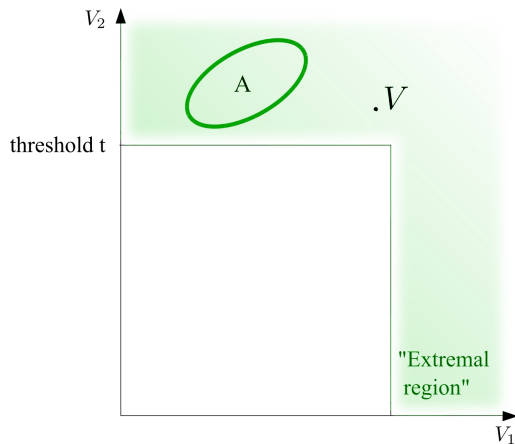 V₂
A
.V
threshold t
"Extremal
region"
V₁